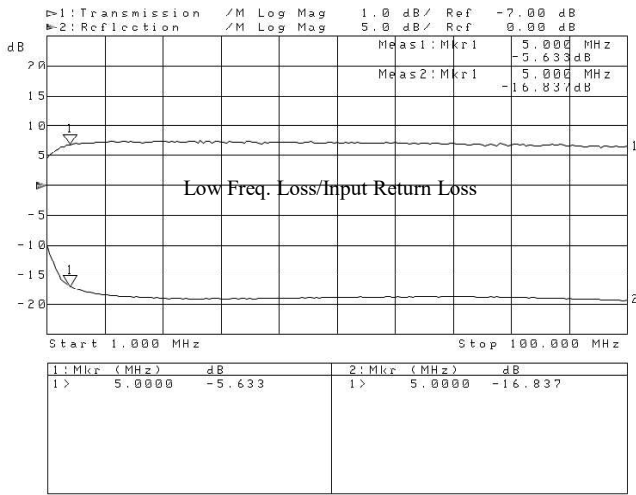 ▷1:Transmission /M Log Mag 1.0 dB/ Ref -7.00 dB
►2:Reflection /M Log Mag 5.0 dB/ Ref 0.00 dB
dB
Meas1:Mkr1 5.000 MHz
-5.633dB
Meas2:Mkr1 5.000 MHz
-16.837dB
20
15
10
1
5
1
Low Freq. Loss/Input Return Loss
-5
-10
-15
1
-20
2
Start 1.000 MHz Stop 100.000 MHz
1:Mkr (MHz) dB 2:Mkr (MHz) dB
1> 5.0000 -5.633 1> 5.0000 -16.837